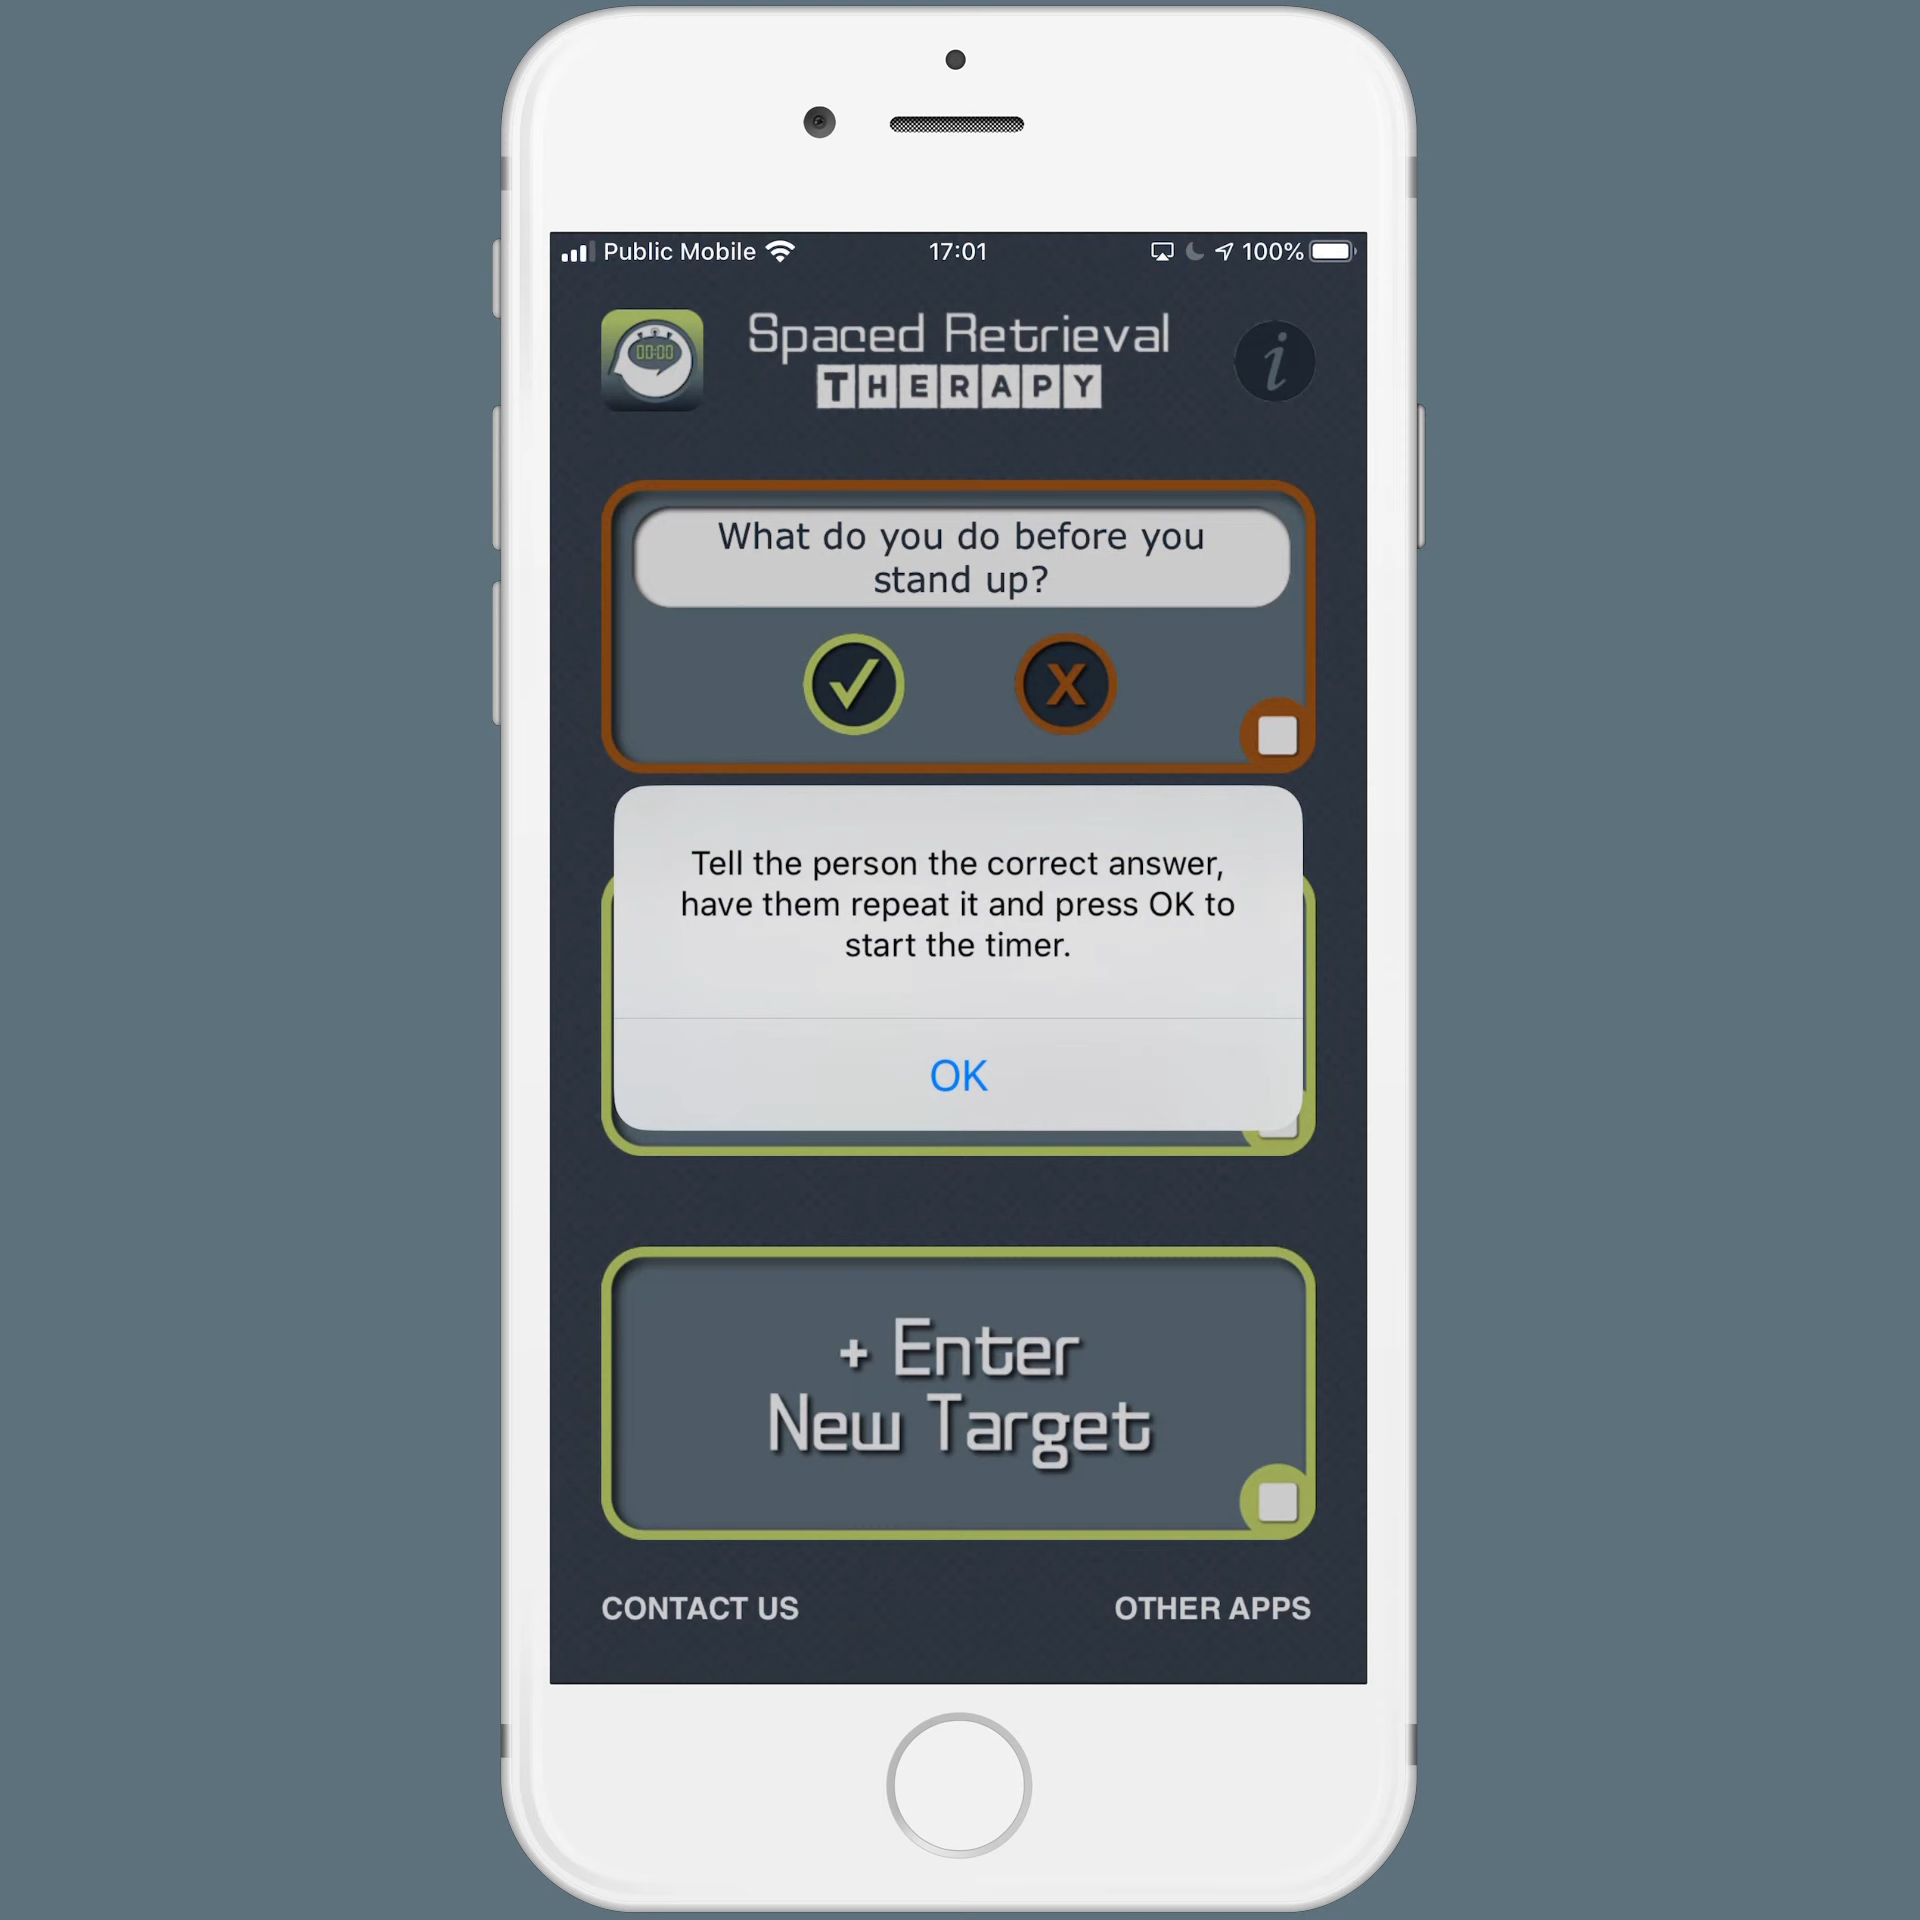 Public Mobile 17:01 100%
00:00
Spaced Retrieval
THERAPY
i
What do you do before you
stand up?
X
Tell the person the correct answer,
have them repeat it and press OK to
start the timer.
OK
+ Enter
New Target
CONTACT US OTHER APPS